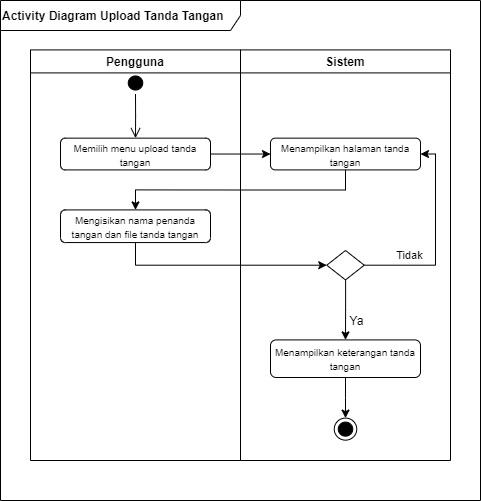 Activity Diagram Upload Tanda Tangan
Pengguna
Sistem
Memilih menu upload tanda
tangan
Menampilkan halaman tanda
tangan
Mengisikan nama penanda
tangan dan file tanda tangan
Tidak
Ya
Menampilkan keterangan tanda
tangan